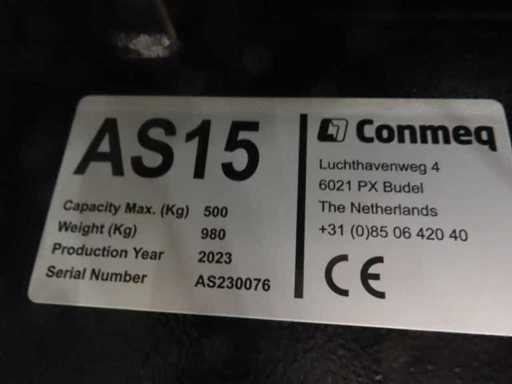 AS15
Capacity Max. (Kg) 500
Weight (Kg) 980
Production Year 2023
Serial Number AS230076
Conmeq
Luchthavenweg 4
6021 PX Budel
The Netherlands
+31 (0)85 06 420 40
CE